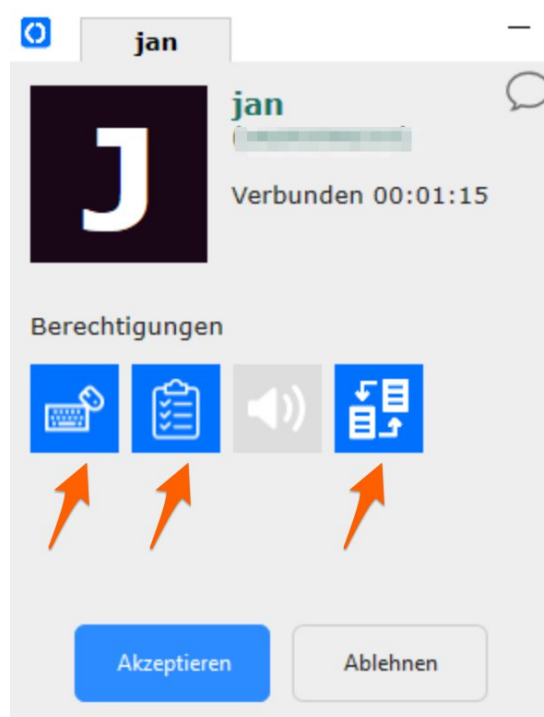 jan
J
jan
Verbunden 00:01:15
Berechtigungen
Akzeptieren
Ablehnen